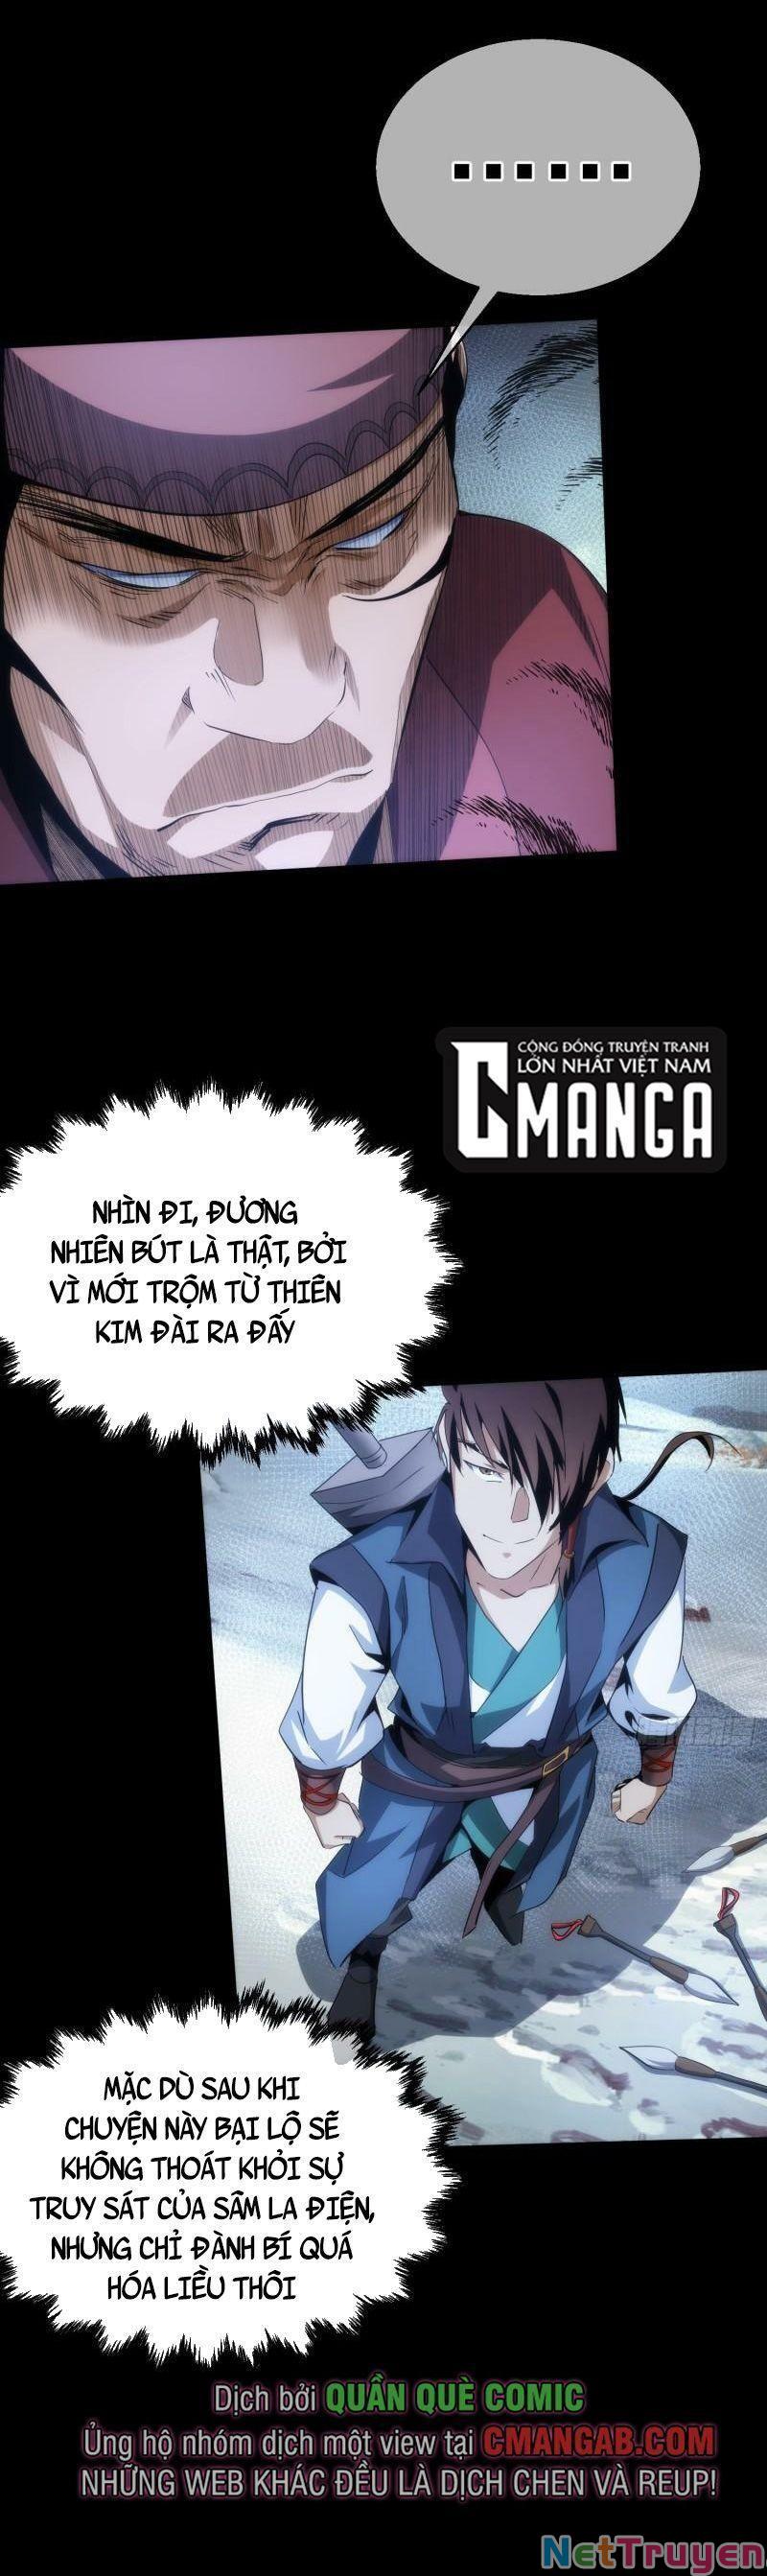 ......
CỘNG ĐỒNG TRUYỆN TRANH
LỚN NHẤT VIỆT NAM
CMANGA
NHÌN ĐI, ĐƯƠNG
NHIÊN BÚT LÀ THẬT, BỞI
VÌ MỚI TRỘM TỪ THIÊN
KIM ĐÀI RA ĐẤY
MẶC DÙ SAU KHI
CHUYỆN NÀY BẠI LỘ SẼ
KHÔNG THOÁT KHỎI SỰ
TRUY SÁT CỦA SÂM LA ĐIỆN,
NHƯNG CHỈ ĐÀNH BÍ QUÁ
HÓA LIỀU THÔI
Dịch bởi QUẦN QUÈ COMIC
Ủng hộ nhóm dịch một view tại CMANGAB.COM
NHỮNG WEB KHÁC ĐỀU LÀ DỊCH CHEN VÀ REUP!
NetTruyen